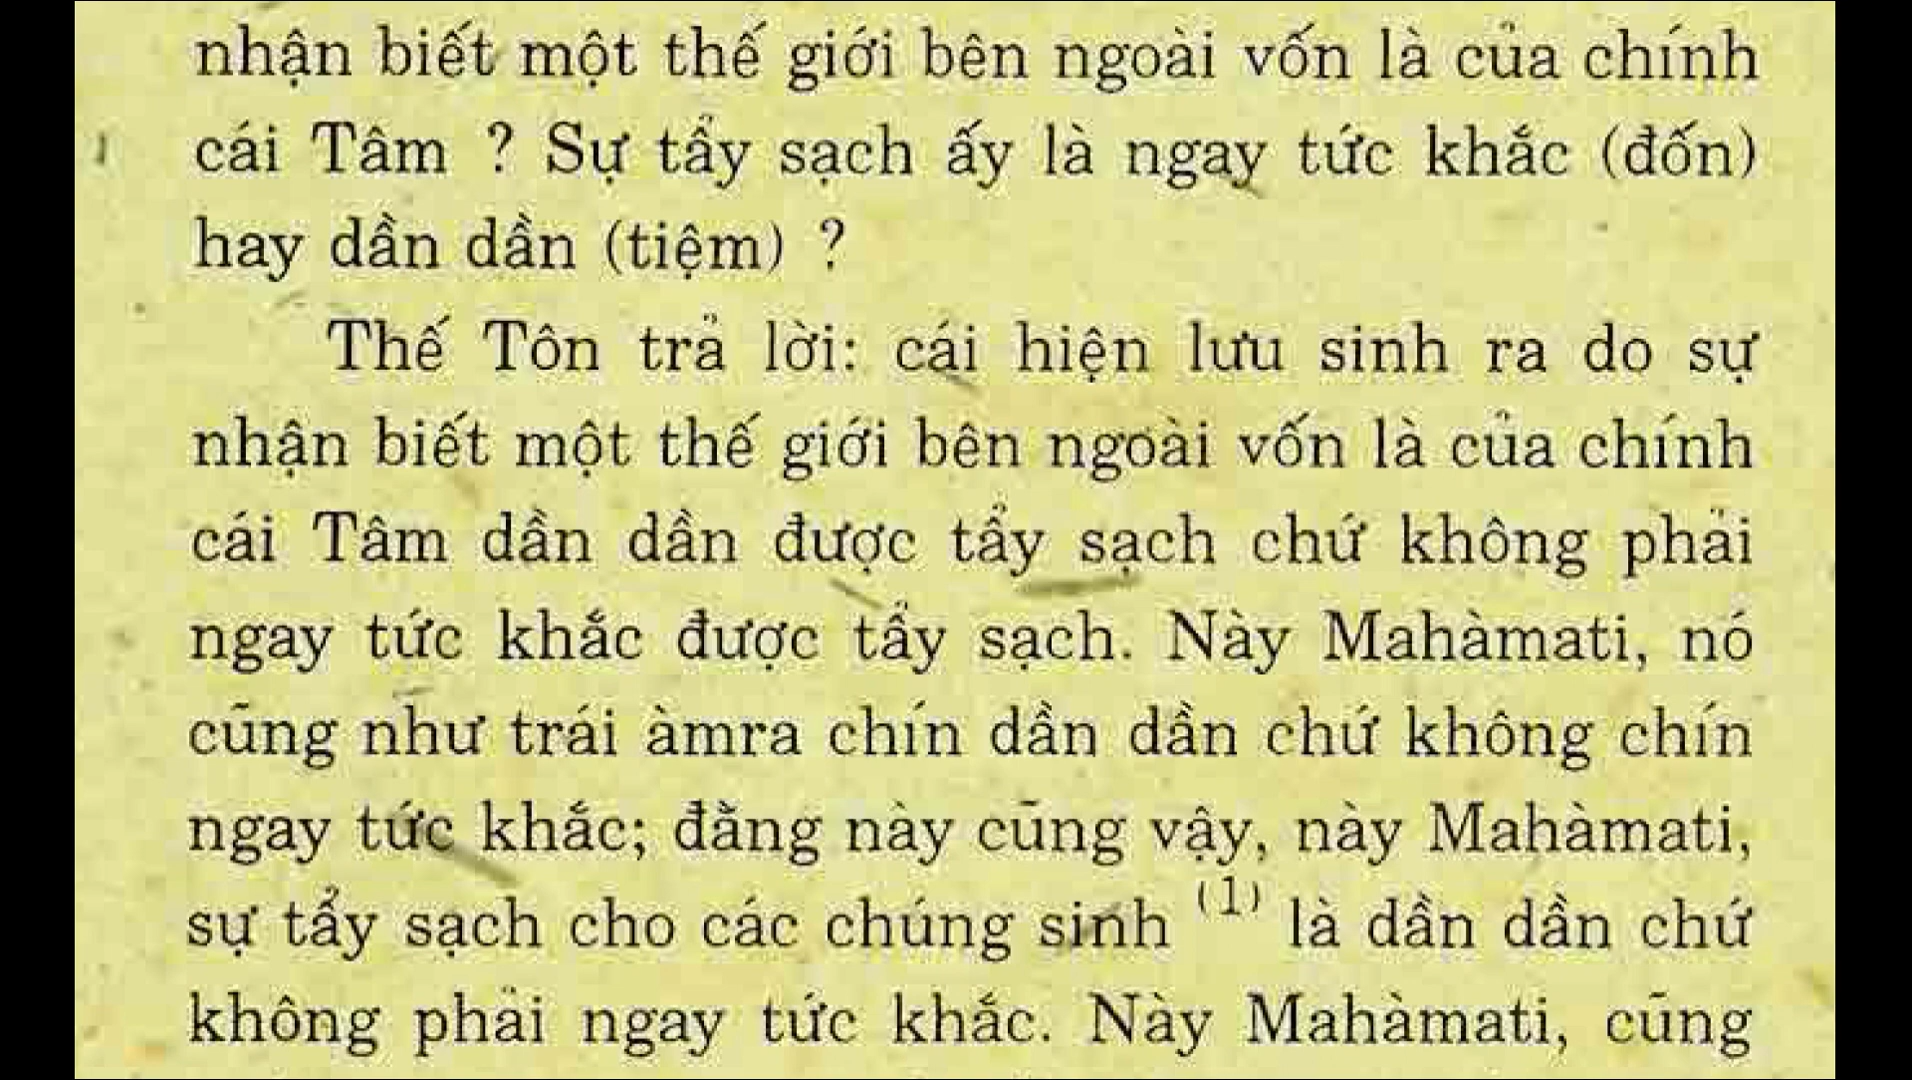 nhận biết một thế giới bên ngoài vốn là của chính
cái Tâm ? Sự tẩy sạch ấy là ngay tức khắc (đốn)
hay dần dần (tiệm) ?
Thế Tôn trả lời: cái hiện lưu sinh ra do sự
nhận biết một thế giới bên ngoài vốn là của chính
cái Tâm dần dần được tẩy sạch chứ không phải
ngay tức khắc được tẩy sạch. Này Mahàmati, nó
cũng như trái àmra chín dần dần chứ không chín
ngay tức khắc; đằng này cũng vậy, này Mahàmati,
sự tẩy sạch cho các chúng sinh (1) là dần dần chứ
không phải ngay tức khắc. Này Mahàmati, cũng